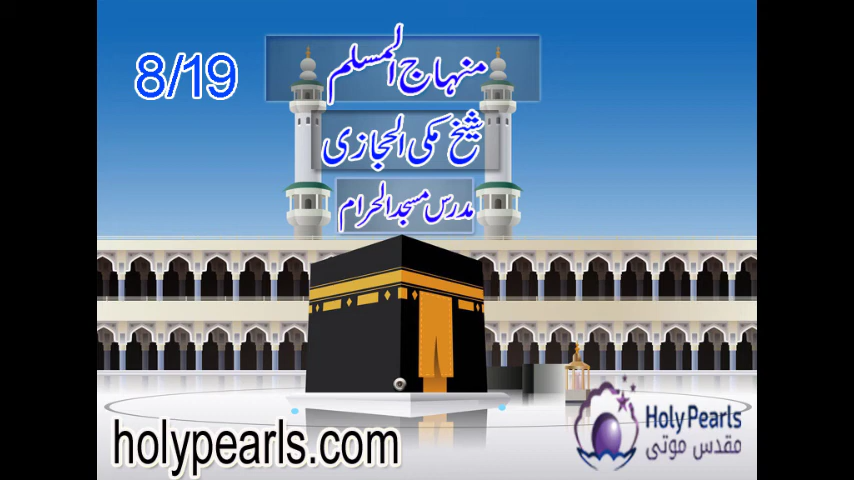 8/19
منہاج المسلم
شیخ مکی الحجازی
مدرس مسجد الحرام
holypearls.com
Holy Pearls
مقدس موتی